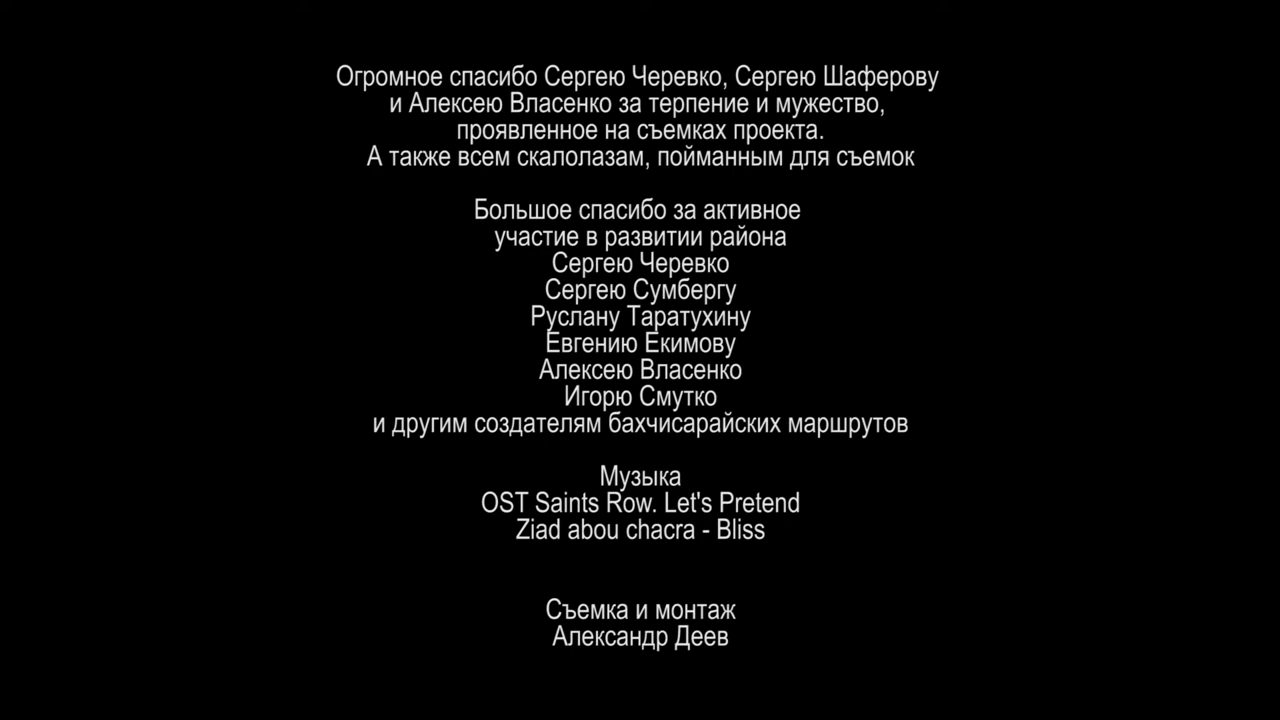 Огромное спасибо Сергею Черевко, Сергею Шаферову
и Алексею Власенко за терпение и мужество,
проявленное на съемках проекта.
А также всем скалолазам, пойманным для съемок
Большое спасибо за активное
участие в развитии района
Сергею Черевко
Сергею Сумбергу
Руслану Таратухину
Евгению Екимову
Алексею Власенко
Игорю Смутко
и другим создателям бахчисарайских маршрутов
Музыка
OST Saints Row. Let's Pretend
Ziad abou chacra - Bliss
Съемка и монтаж
Александр Деев